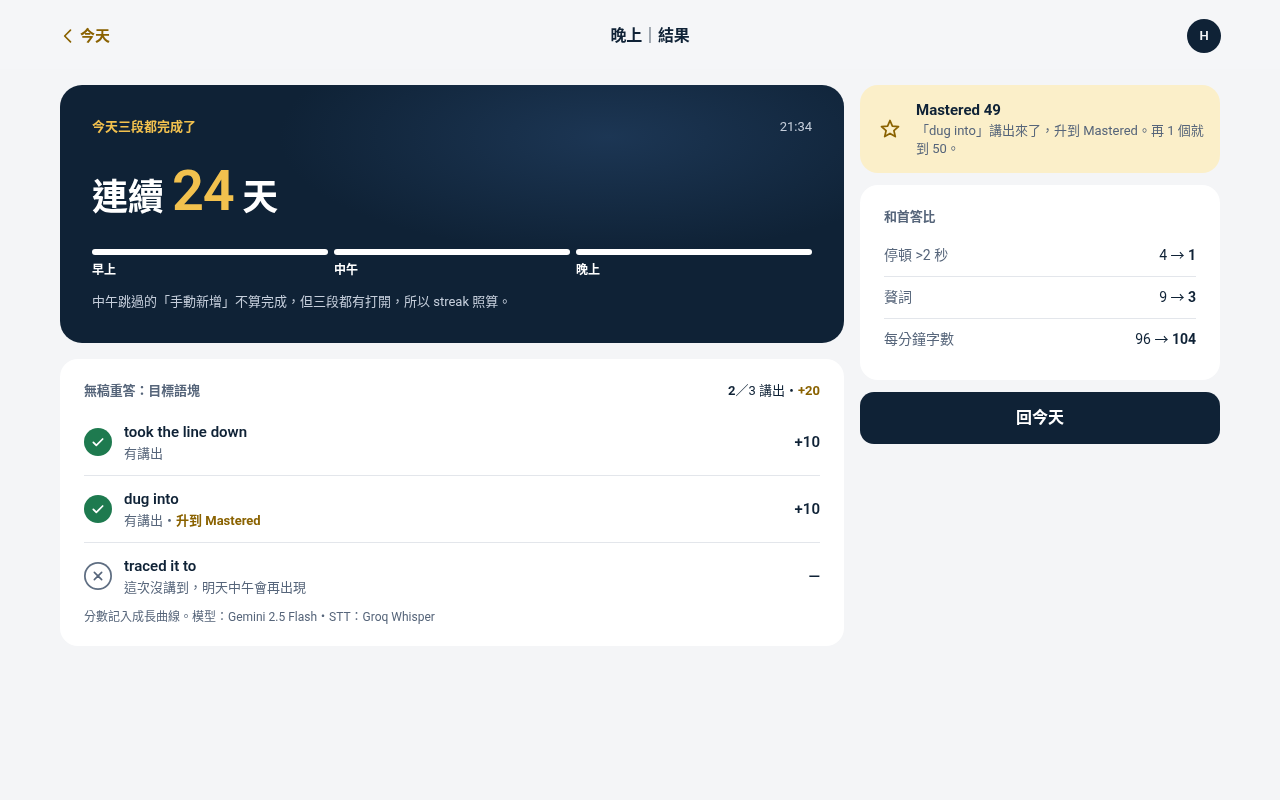 今天
晚上｜結果
H
今天三段都完成了
21:34
連續 24 天
早上
中午
晚上
中午跳過的「手動新增」不算完成，但三段都有打開，所以 streak 照算。
無稿重答：目標語塊
2／3 講出・+20
took the line down
有講出
+10
dug into
有講出・升到 Mastered
+10
traced it to
這次沒講到，明天中午會再出現
—
分數記入成長曲線。模型：Gemini 2.5 Flash・STT：Groq Whisper
Mastered 49
「dug into」講出來了，升到 Mastered。再 1 個就
到 50。
和首答比
停頓 >2 秒
4 → 1
贅詞
9 → 3
每分鐘字數
96 → 104
回今天